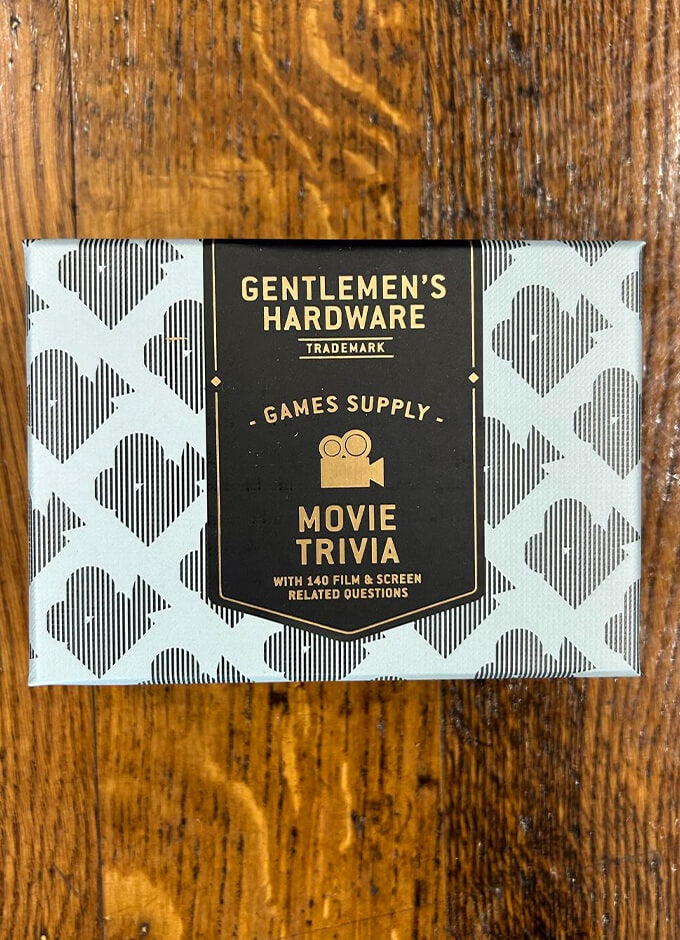 GENTLEMEN'S
HARDWARE
TRADEMARK
- GAMES SUPPLY -
MOVIE
TRIVIA
WITH 140 FILM & SCREEN
RELATED QUESTIONS